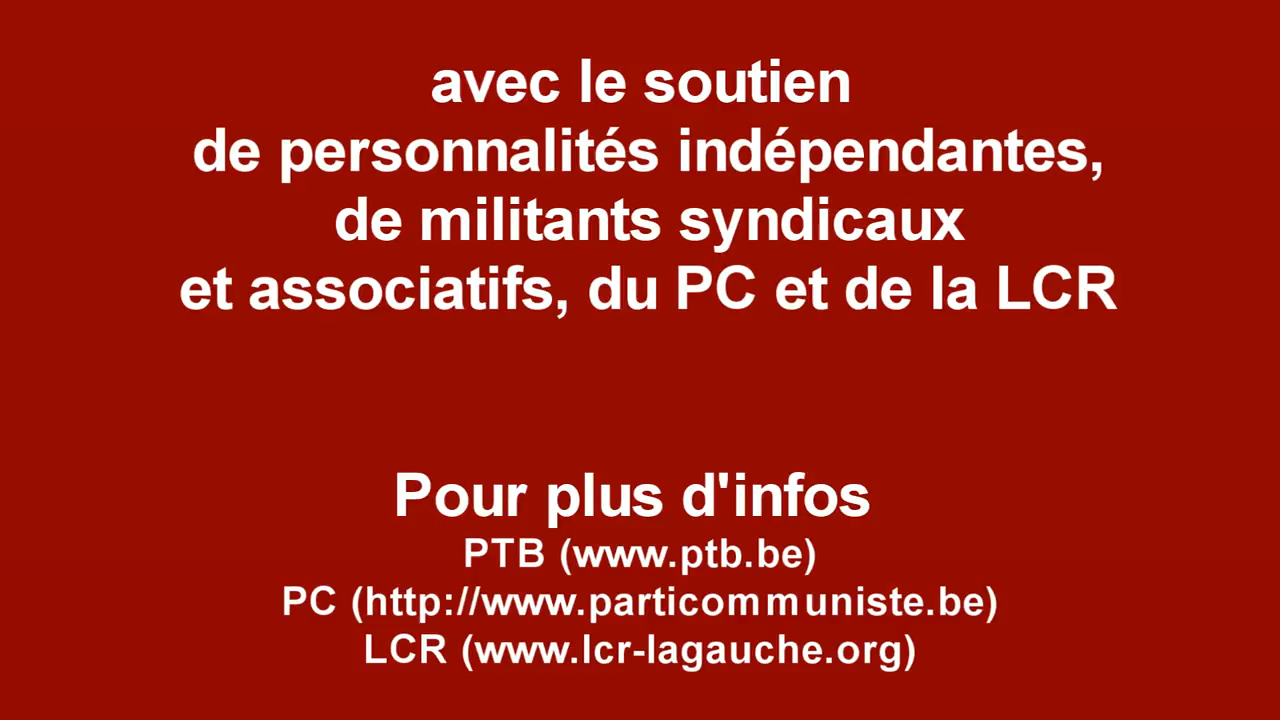 avec le soutien
de personnalités indépendantes,
de militants syndicaux
et associatifs, du PC et de la LCR
Pour plus d'infos
PTB (www.ptb.be)
PC (http://www.particommuniste.be)
LCR (www.lcr-lagauche.org)